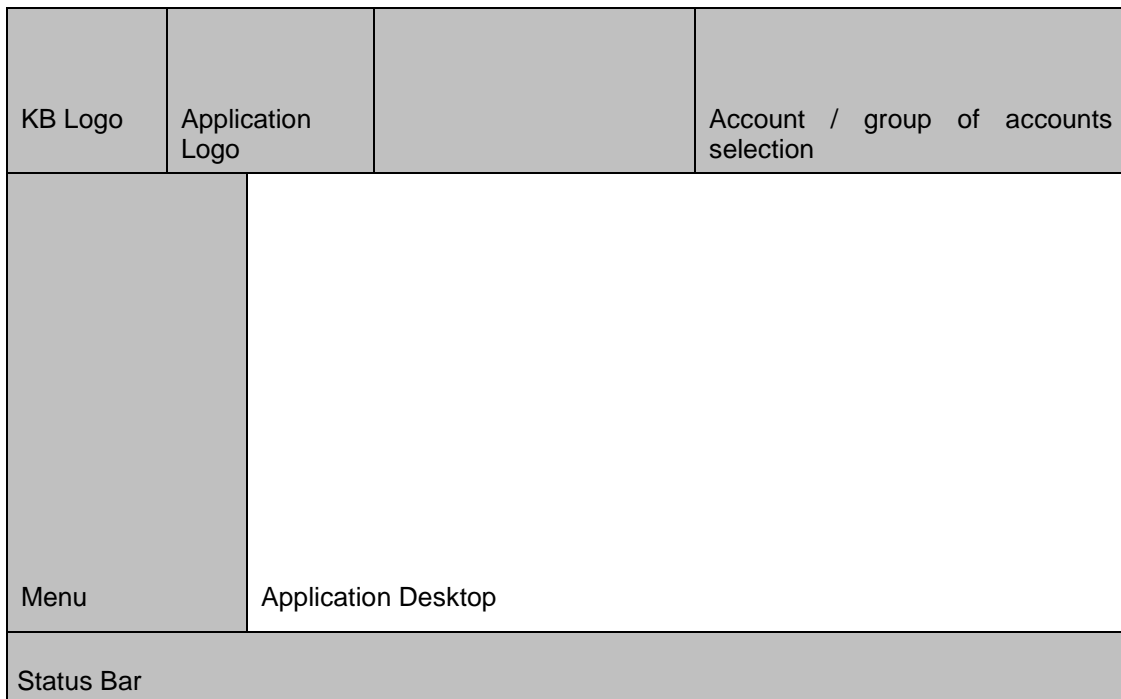 KB Logo
Application
Logo
Account / group of accounts
selection
Menu
Application Desktop
Status Bar